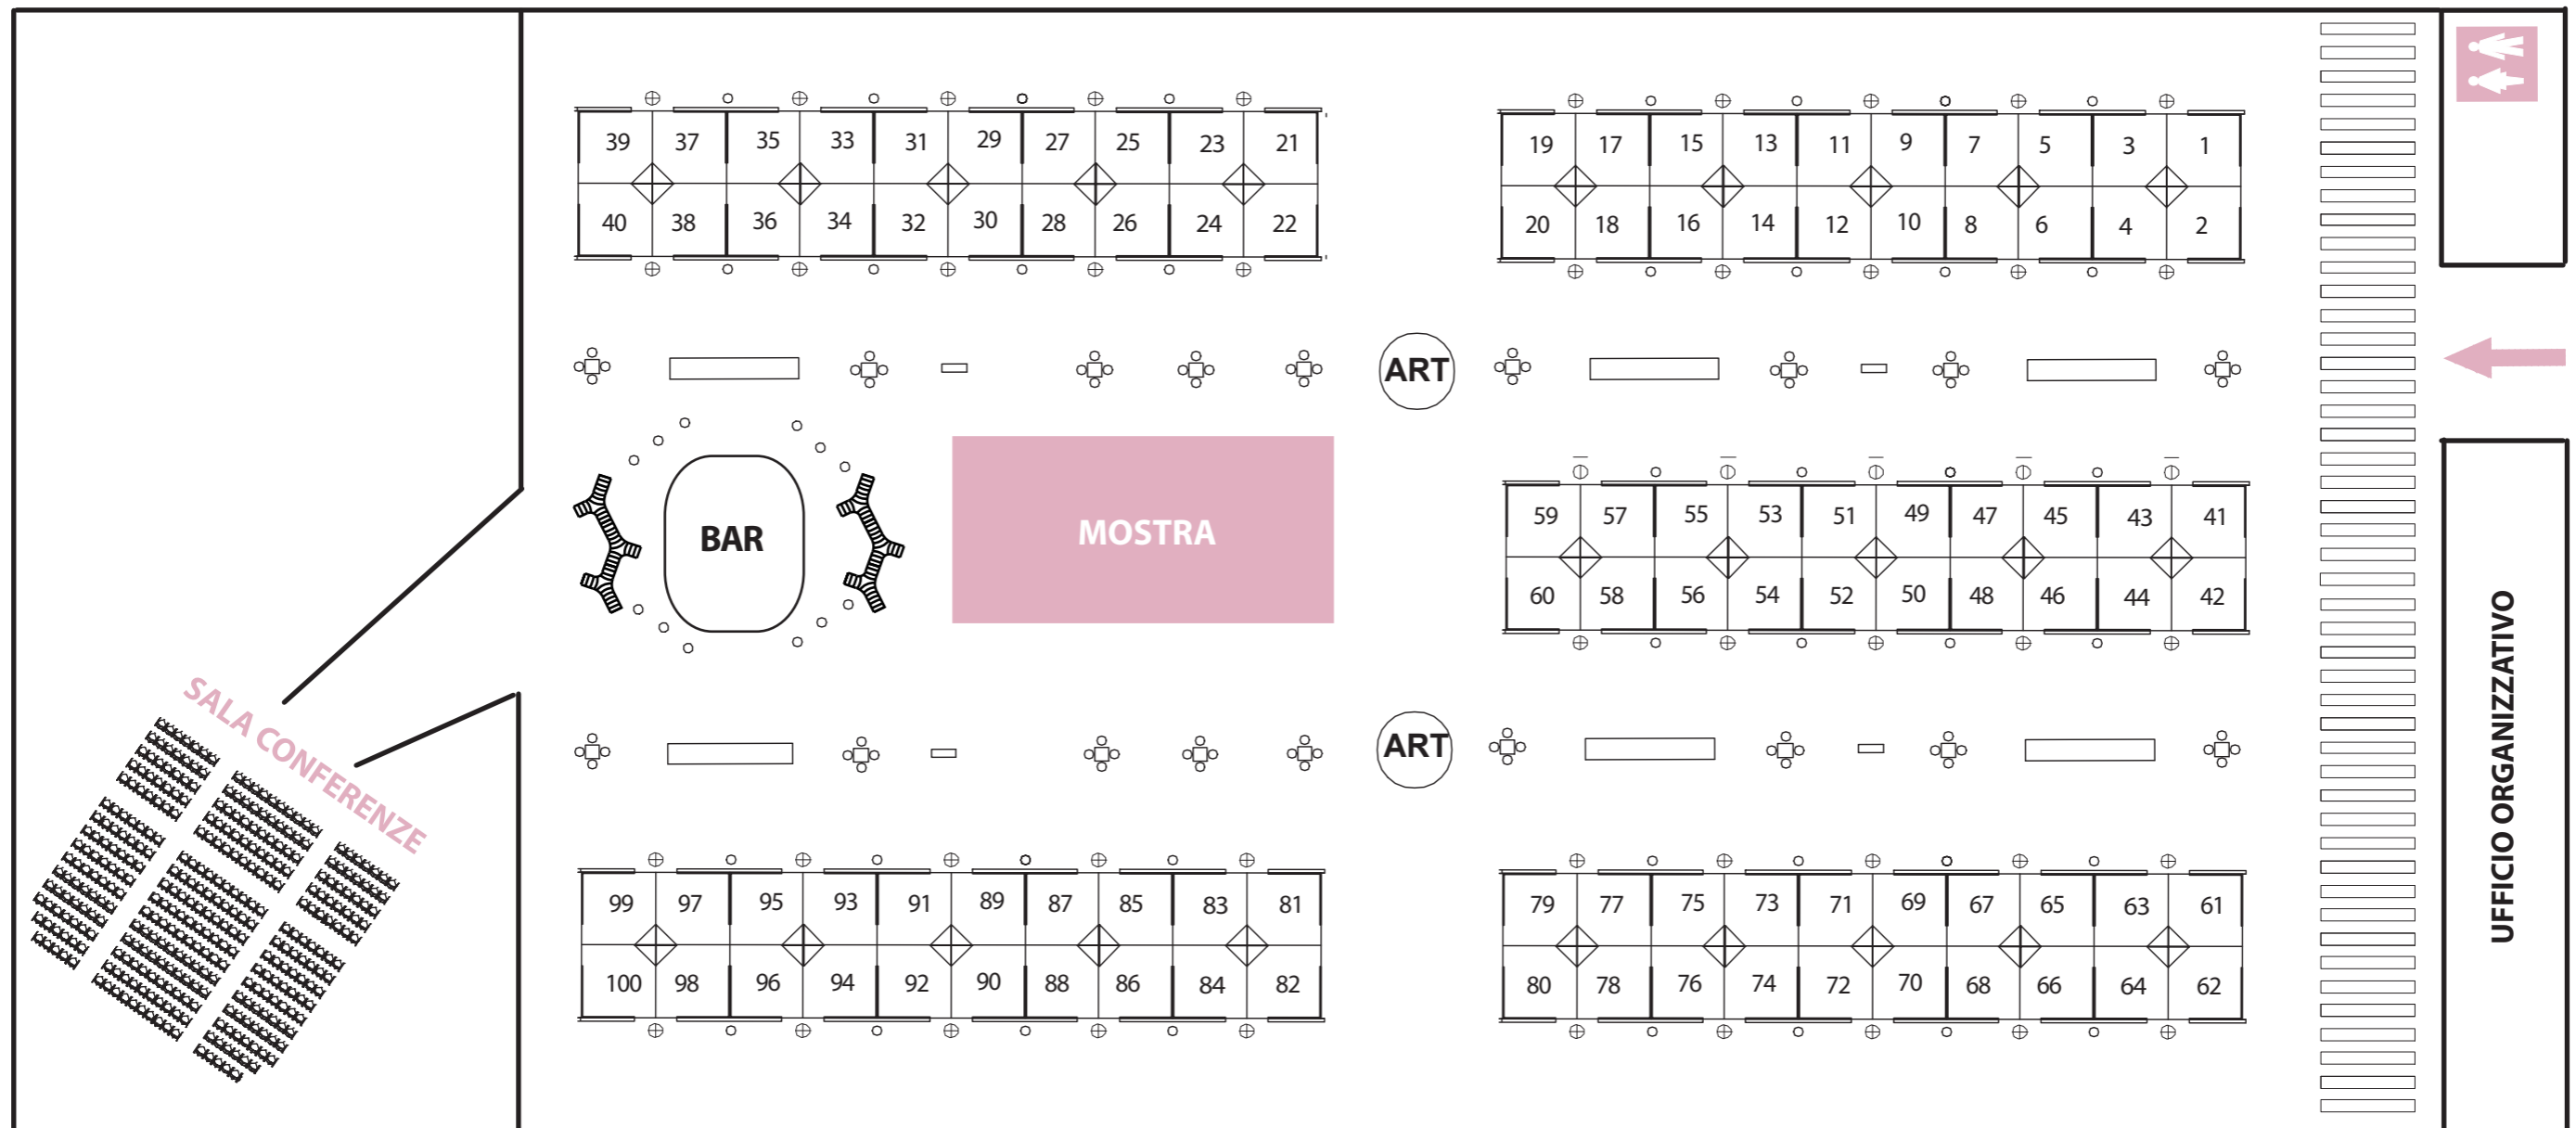 39 37 35 33 31 29 27 25 23 21
19 17 15 13 11 9 7 5 3 1
40 38 36 34 32 30 28 26 24 22
20 18 16 14 12 10 8 6 4 2
ART
BAR
MOSTRA
59 57 55 53 51 49 47 45 43 41
60 58 56 54 52 50 48 46 44 42
UFFICIO ORGANIZZATIVO
SALA CONFERENZE
ART
99 97 95 93 91 89 87 85 83 81
79 77 75 73 71 69 67 65 63 61
100 98 96 94 92 90 88 86 84 82
80 78 76 74 72 70 68 66 64 62